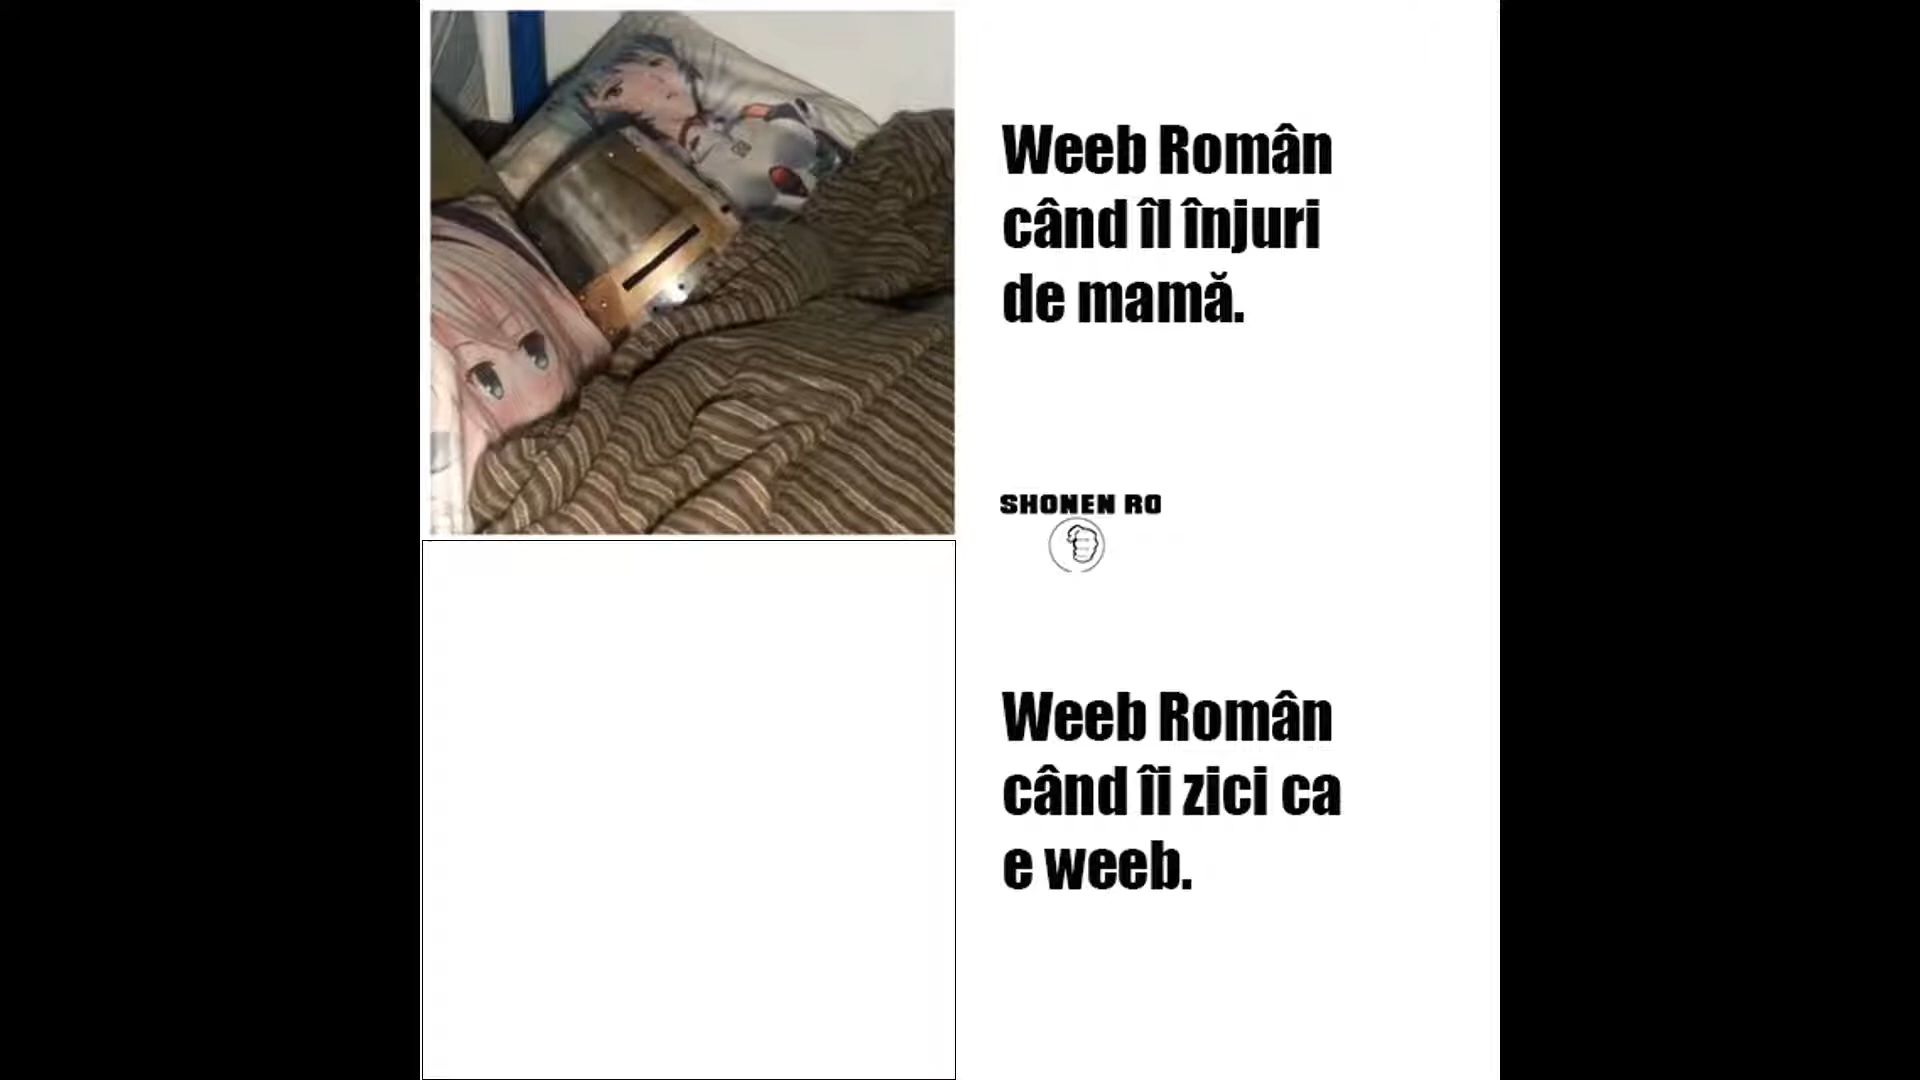 Weeb Român
când îl înjuri
de mamă.
SHONEN RO
Weeb Român
când îi zici ca
e weeb.